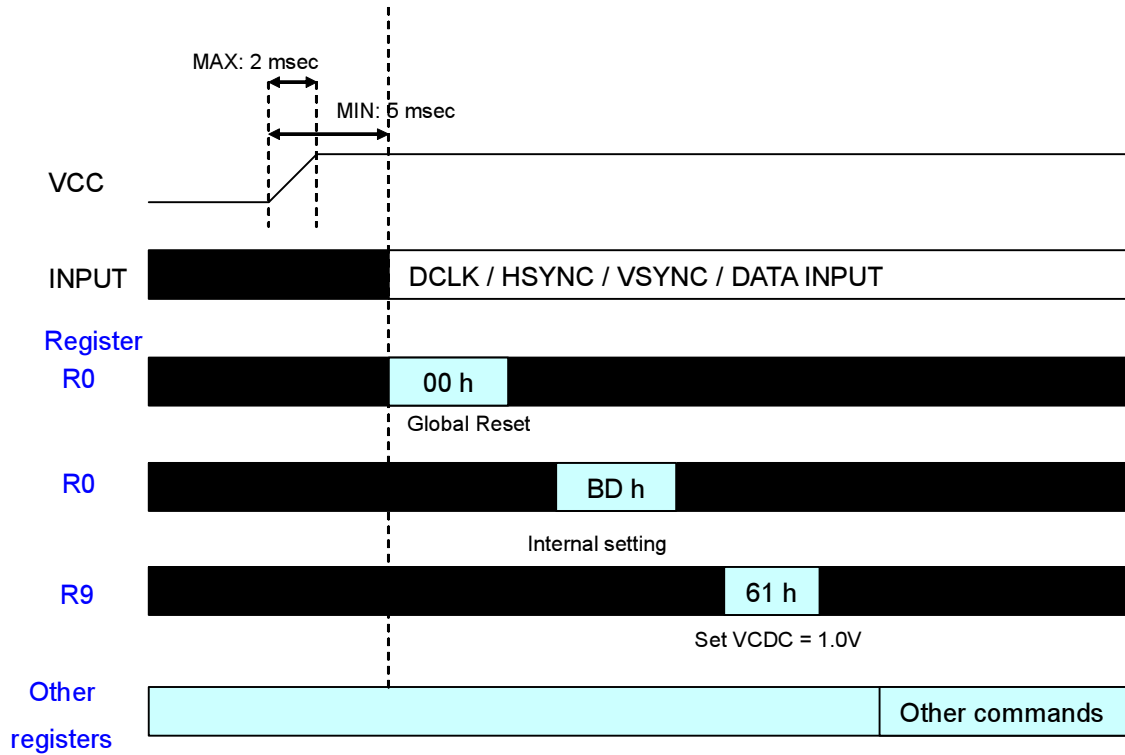 MAX: 2 msec
MIN: 5 msec
VCC
INPUT
DCLK / HSYNC / VSYNC / DATA INPUT
Register
R0
00 h
Global Reset
R0
BD h
Internal setting
R9
61 h
Set VCDC = 1.0V
Other
registers
Other commands